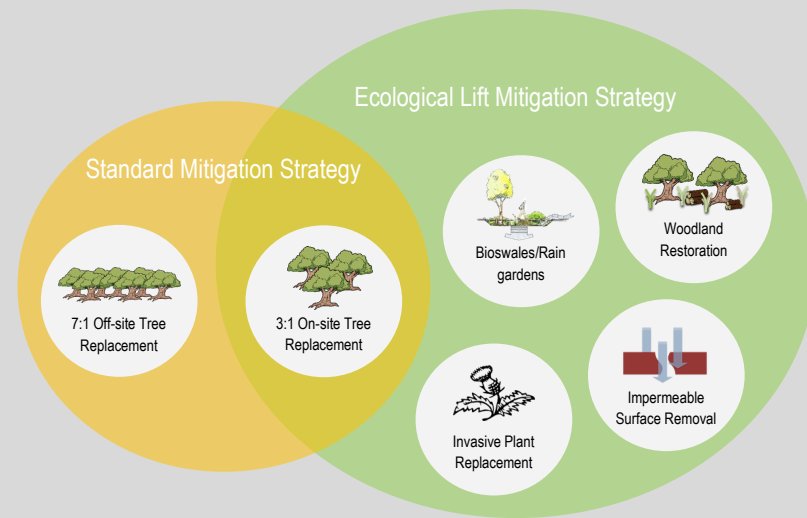 Ecological Lift Mitigation Strategy
Standard Mitigation Strategy
7:1 Off-site Tree
Replacement
3:1 On-site Tree
Replacement
Bioswales/Rain
gardens
Woodland
Restoration
Invasive Plant
Replacement
Impermeable
Surface Removal